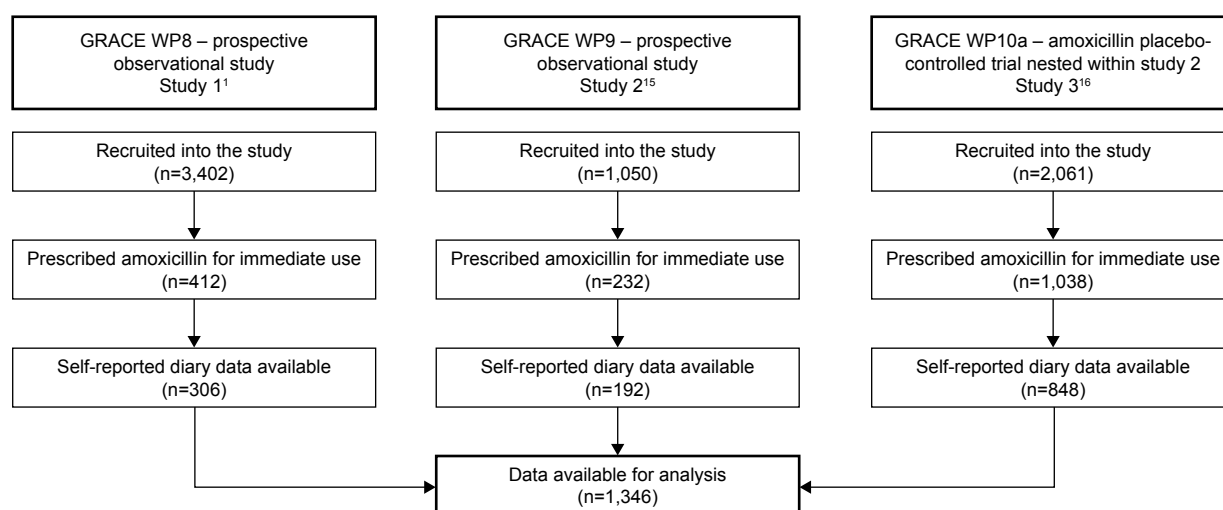 GRACE WP8 – prospective
observational study
Study 1¹
GRACE WP9 – prospective
observational study
Study 2¹⁵
GRACE WP10a – amoxicillin placebo-
controlled trial nested within study 2
Study 3¹⁶
Recruited into the study
(n=3,402)
Recruited into the study
(n=1,050)
Recruited into the study
(n=2,061)
Prescribed amoxicillin for immediate use
(n=412)
Prescribed amoxicillin for immediate use
(n=232)
Prescribed amoxicillin for immediate use
(n=1,038)
Self-reported diary data available
(n=306)
Self-reported diary data available
(n=192)
Self-reported diary data available
(n=848)
Data available for analysis
(n=1,346)